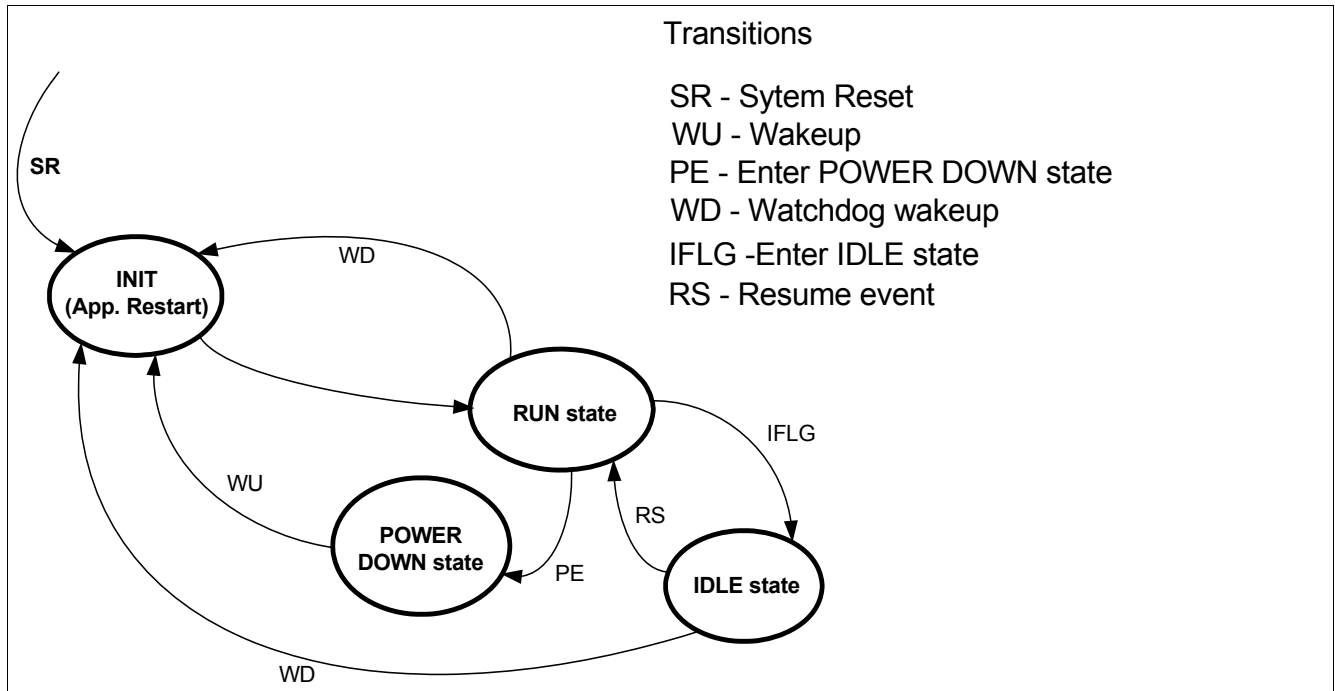 Transitions
SR - Sytem Reset
WU - Wakeup
PE - Enter POWER DOWN state
WD - Watchdog wakeup
IFLG -Enter IDLE state
RS - Resume event
SR
WD
INIT
(App. Restart)
RUN state
IFLG
WU
RS
POWER
DOWN state
PE
IDLE state
WD